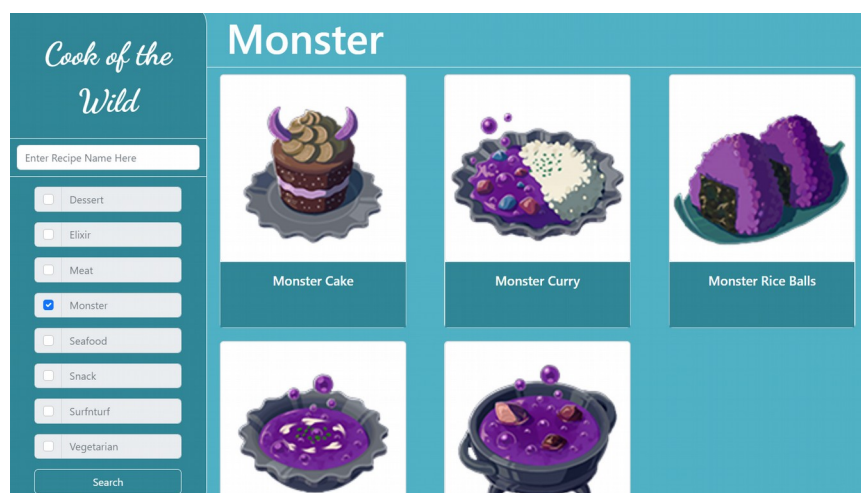 Cook of the
Wild
Enter Recipe Name Here
Dessert
Elixir
Meat
Monster
Seafood
Snack
Surfnturf
Vegetarian
Search
Monster
Monster Cake
Monster Curry
Monster Rice Balls